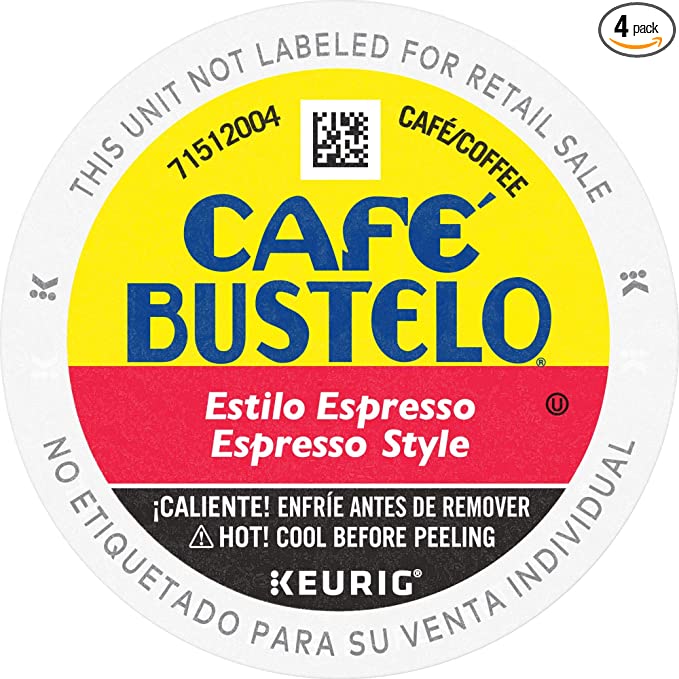 4 pack
THIS UNIT NOT LABELED FOR RETAIL SALE
71512004
CAFÉ/COFFEE
CAFÉ
BUSTELO®
Estilo Espresso
Espresso Style
U
¡CALIENTE! ENFRÍE ANTES DE REMOVER
⚠ HOT! COOL BEFORE PEELING
KEURIG®
NO ETIQUETADO PARA SU VENTA INDIVIDUAL